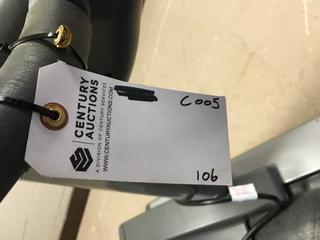 CENTURY
AUCTIONS
A DIVISION OF CENTURY SERVICES
WWW.CENTURYAUCTIONS.COM
C005
106